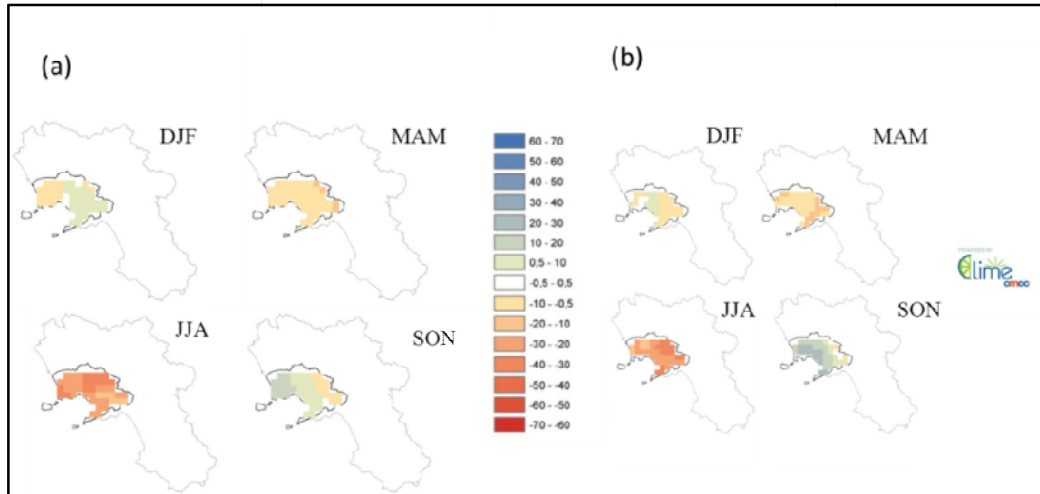 (a)
DJF
MAM
JJA
SON
60 - 70
50 - 60
40 - 50
30 - 40
20 - 30
10 - 20
0,5 - 10
-0,5 - 0,5
-10 - -0,5
-20 - -10
-30 - -20
-40 - -30
-50 - -40
-60 - -50
-70 - -60
(b)
DJF
MAM
JJA
SON
POWERED BY
Clime
cmcc